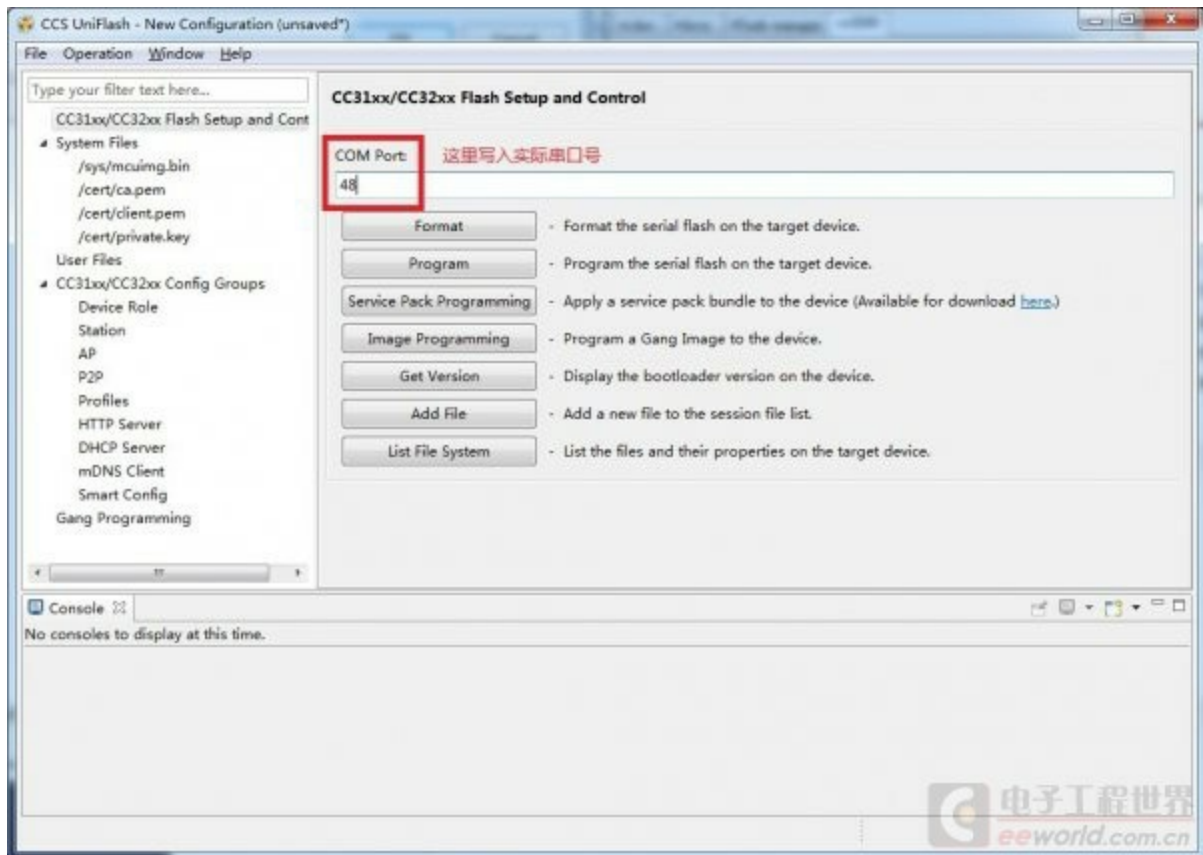 CCS UniFlash - New Configuration (unsaved*)
File Operation Window Help
Type your filter text here...
CC31xx/CC32xx Flash Setup and Cont
System Files
/sys/mcuimg.bin
/cert/ca.pem
/cert/client.pem
/cert/private.key
User Files
CC31xx/CC32xx Config Groups
Device Role
Station
AP
P2P
Profiles
HTTP Server
DHCP Server
mDNS Client
Smart Config
Gang Programming
CC31xx/CC32xx Flash Setup and Control
COM Port: 这里写入实际串口号
48
Format - Format the serial flash on the target device.
Program - Program the serial flash on the target device.
Service Pack Programming - Apply a service pack bundle to the device (Available for download here.)
Image Programming - Program a Gang Image to the device.
Get Version - Display the bootloader version on the device.
Add File - Add a new file to the session file list.
List File System - List the files and their properties on the target device.
Console
No consoles to display at this time.
电子工程世界
eeworld.com.cn